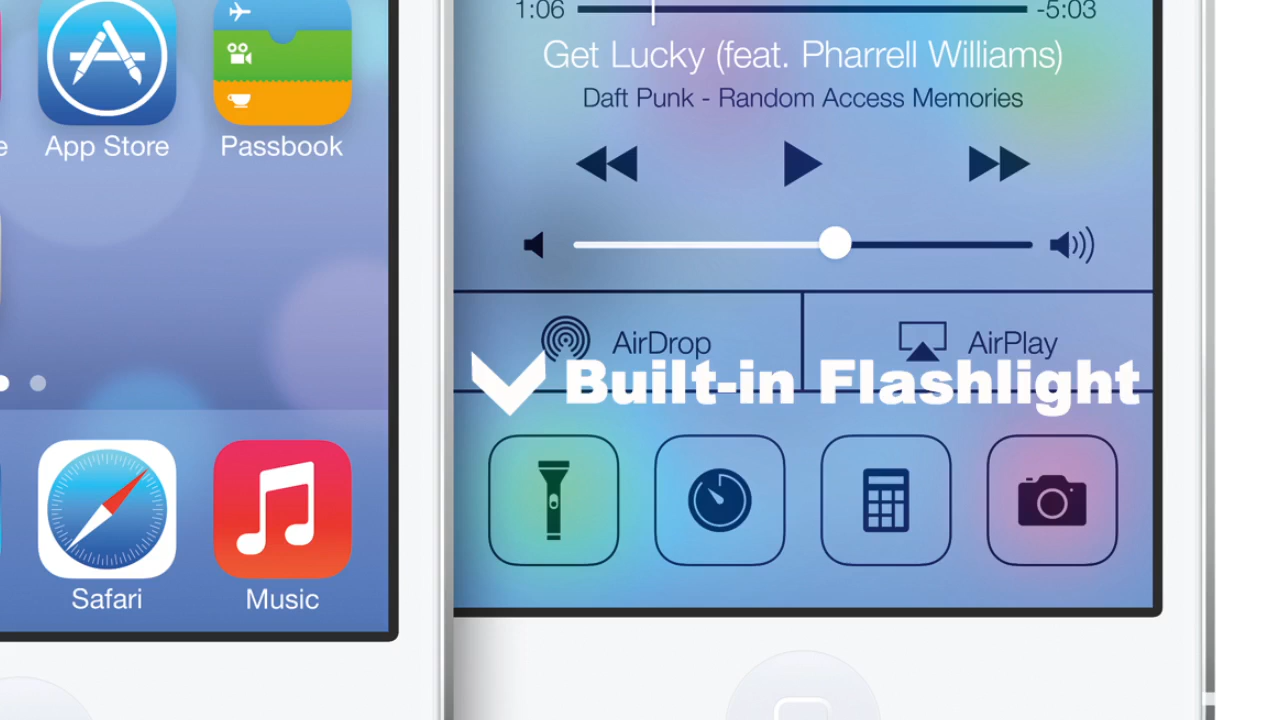 1:06
-5:03
Get Lucky (feat. Pharrell Williams)
Daft Punk - Random Access Memories
AirDrop
AirPlay
Built-in Flashlight
e
App Store
Passbook
Safari
Music